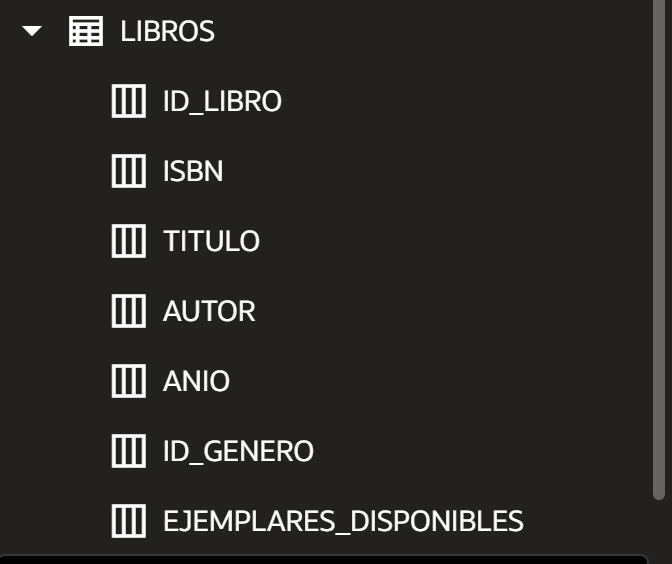 LIBROS
ID_LIBRO
ISBN
TITULO
AUTOR
ANIO
ID_GENERO
EJEMPLARES_DISPONIBLES